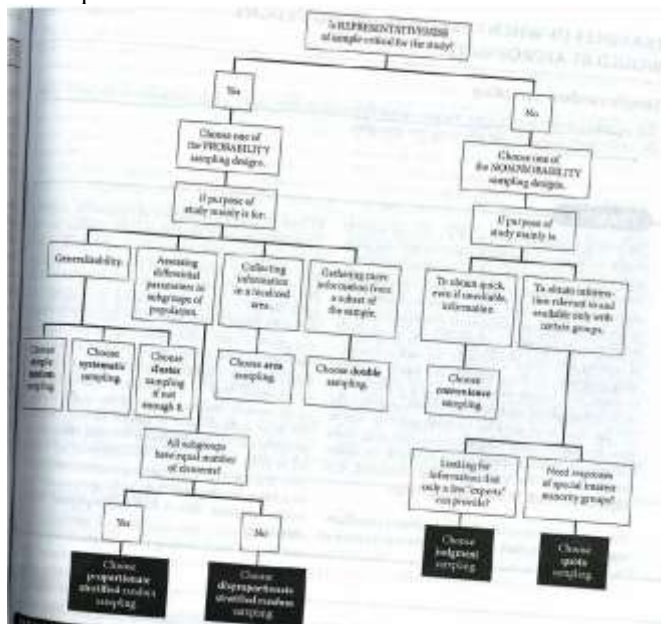 Is REPRESENTATIVENESS
of sample critical for the study?
Yes
No
Choose one of
the PROBABILITY
sampling designs.
Choose one of
the NONPROBABILITY
sampling designs.
If purpose of
study mainly is for:
If purpose of
study mainly is
Generalizability.
Assessing
differential
parameters in
subgroups of
population.
Collecting
information
in a localized
area.
Gathering more
information from
a subset of
the sample.
To obtain quick,
even if unreliable,
information.
To obtain informa-
tion relevant to and
available only with
certain groups.
simple
random
sampling.
Choose
systematic
sampling.
Choose
cluster
sampling
if not
enough $.
Choose area
sampling.
Choose double
sampling.
Choose
convenience
sampling.
All subgroups
have equal number
of elements?
Looking for
information that
only a few "experts"
can provide?
Need responses
of special interest
minority groups?
Yes
No
Choose
judgment
sampling.
Choose
quota
sampling.
Choose
proportionate
stratified random
sampling.
Choose
disproportionate
stratified random
sampling.